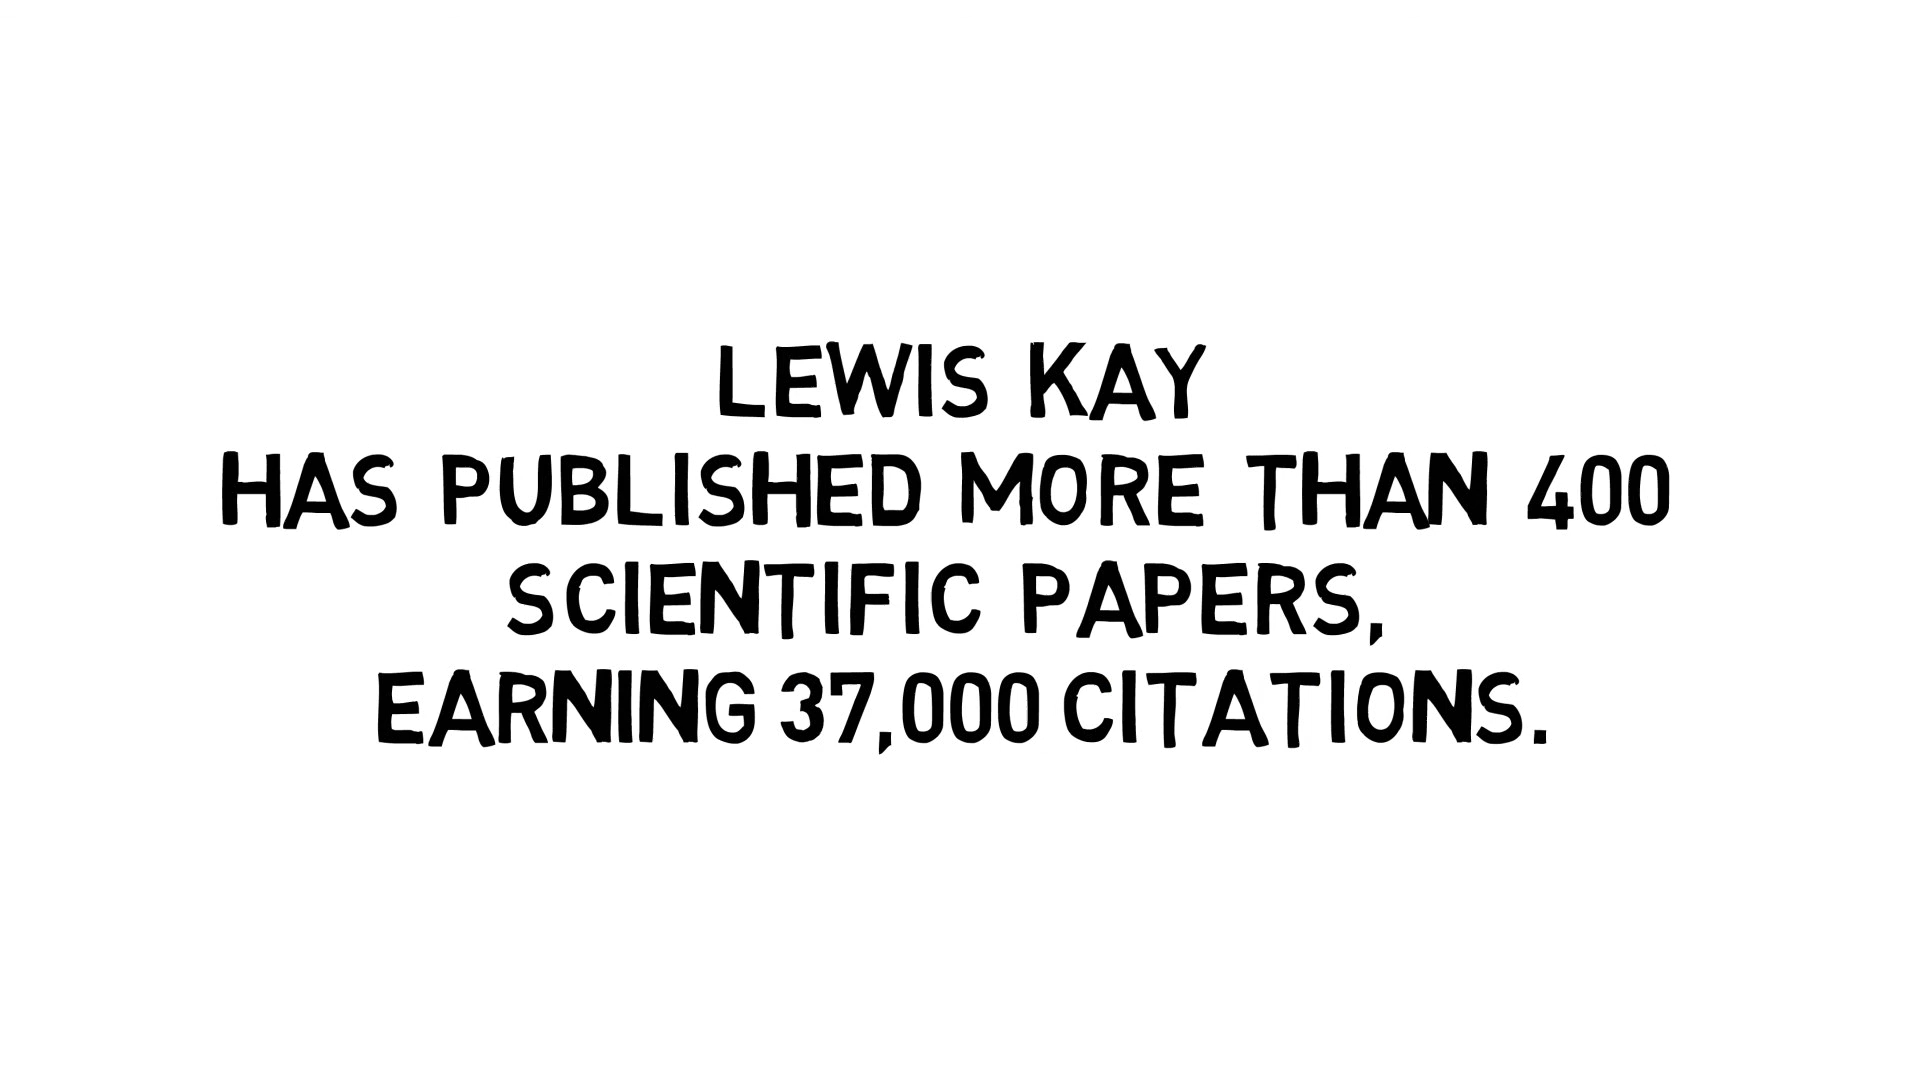 LEWIS KAY
HAS PUBLISHED MORE THAN 400
SCIENTIFIC PAPERS,
EARNING 37,000 CITATIONS.